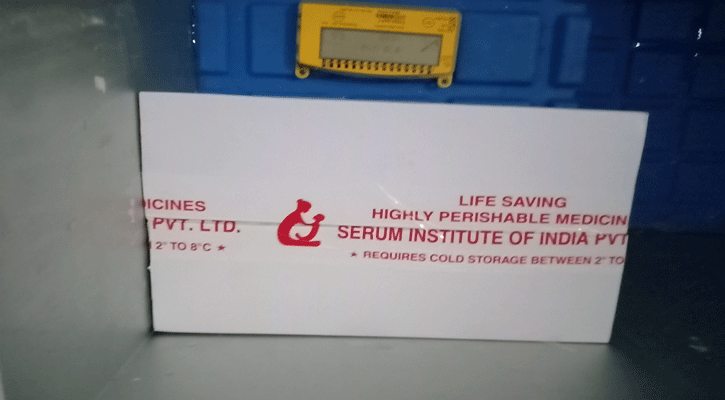 ICINES
PVT. LTD.
2° TO 8°C ★
LIFE SAVING
HIGHLY PERISHABLE MEDICIN
SERUM INSTITUTE OF INDIA PVT
★ REQUIRES COLD STORAGE BETWEEN 2° TO